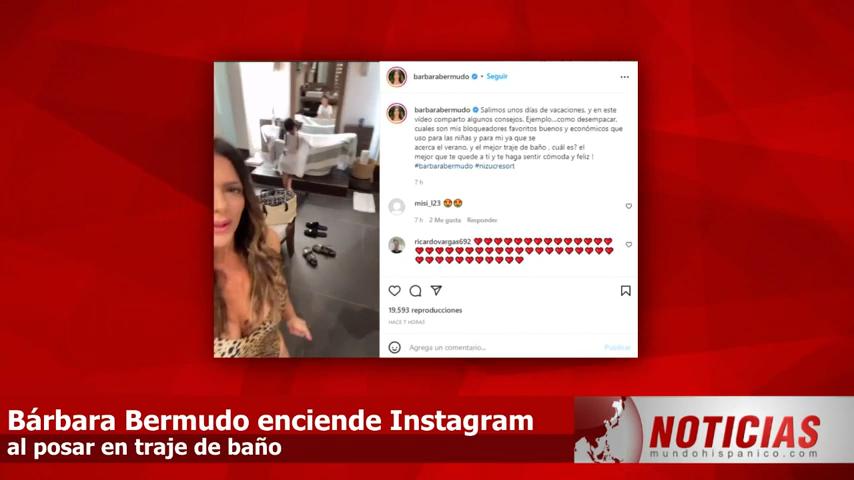 barbarabermudo • Seguir
barbarabermudo Salimos unos días de vacaciones, y en este
vídeo comparto algunos consejos. Ejemplo...como desempacar,
cuales son mis bloqueadores favoritos buenos y económicos que
uso para las niñas y para mi ya que se
acerca el verano, y el mejor traje de baño , cuál es? el
mejor que te quede a ti y te haga sentir cómoda y feliz !
#barbarabermudo #nizucresort
7 h
misi_l23
7 h 2 Me gusta Responder
ricardovargas692
19,593 reproducciones
HACE 7 HORAS
Agrega un comentario...
Publicar
Bárbara Bermudo enciende Instagram
al posar en traje de baño
NOTICIAS
mundohispanico.com